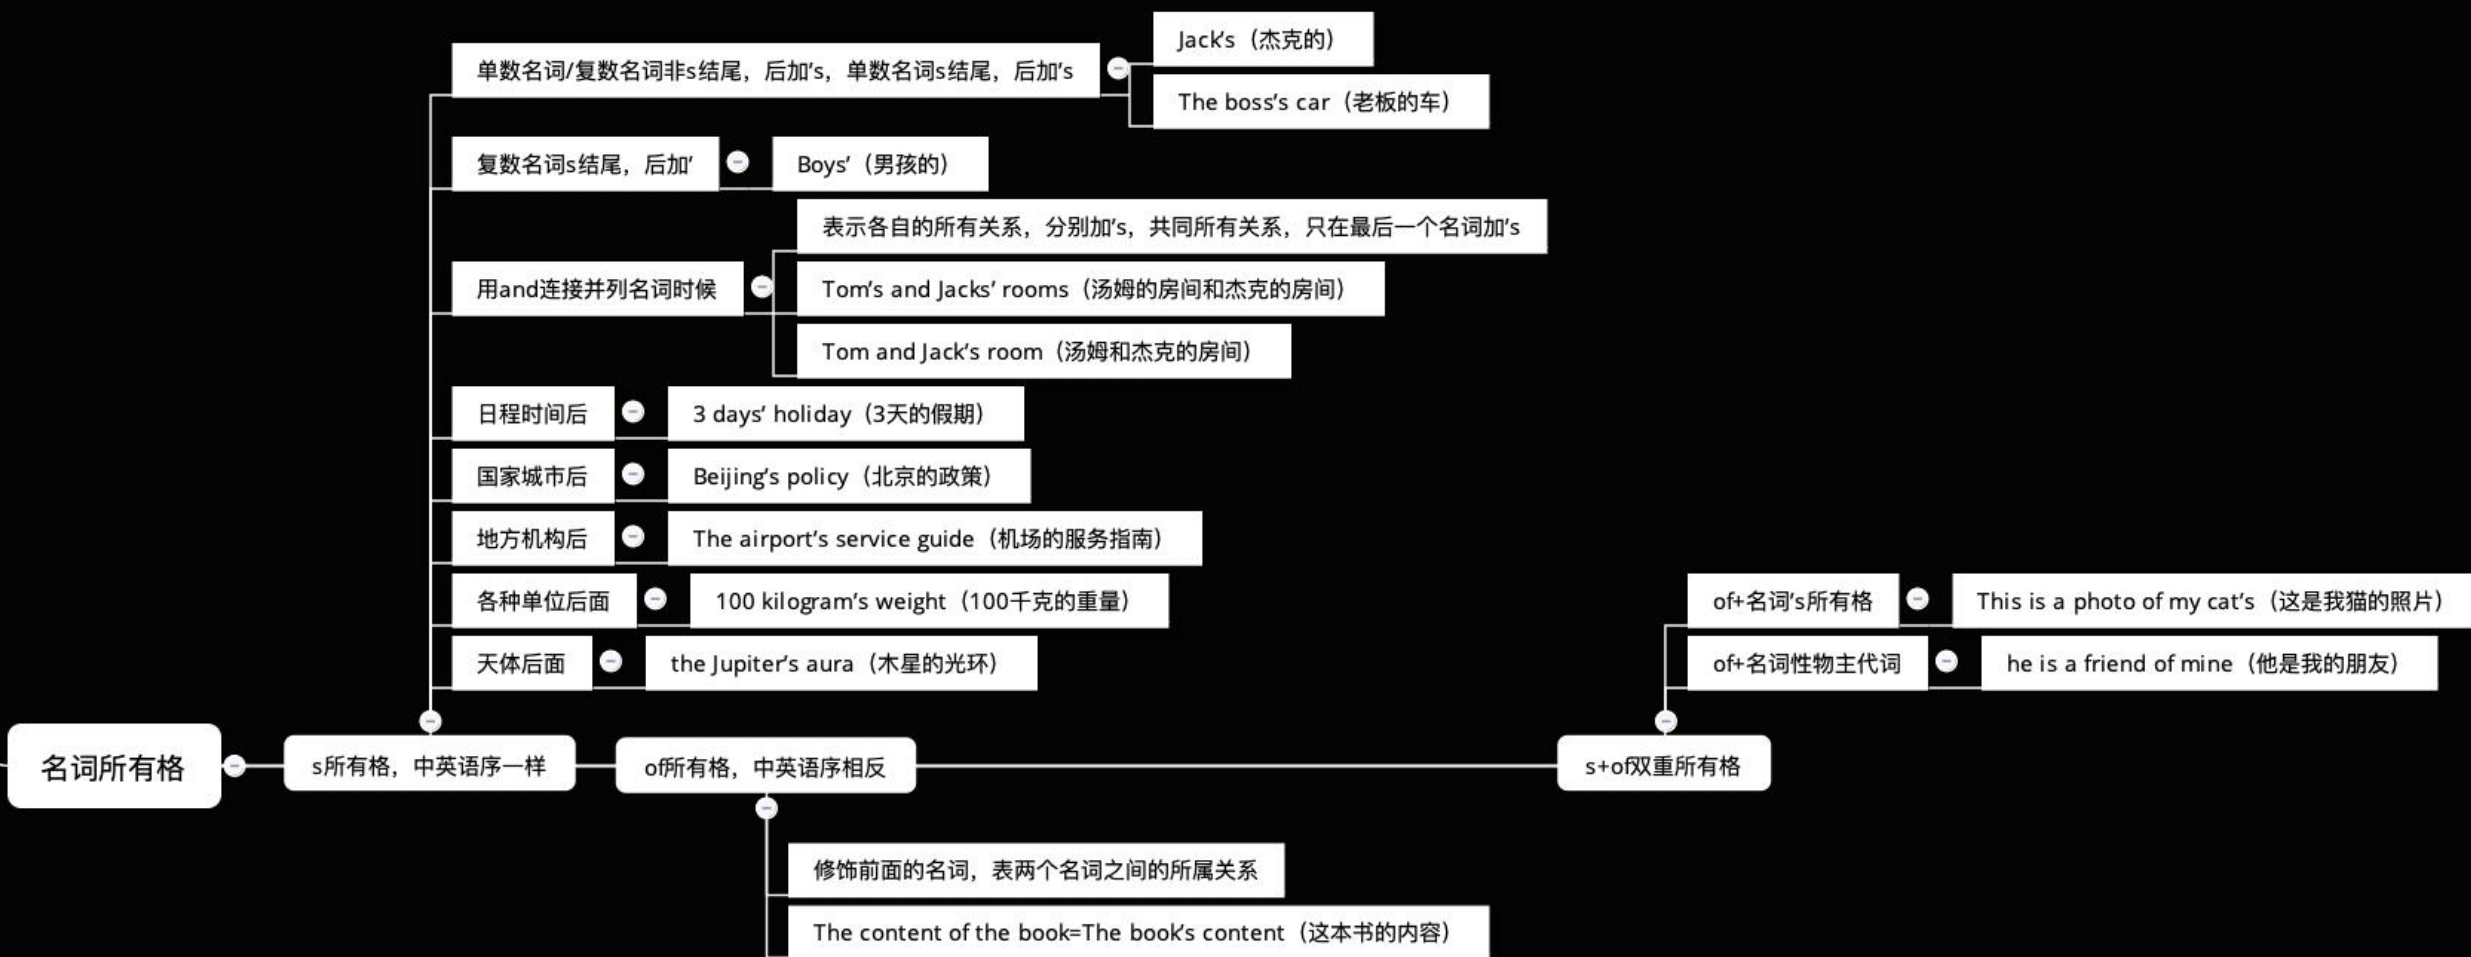 Jack’s（杰克的）
单数名词/复数名词非s结尾，后加’s，单数名词s结尾，后加’s
The boss’s car（老板的车）
复数名词s结尾，后加’
Boys’（男孩的）
表示各自的所有关系，分别加’s，共同所有关系，只在最后一个名词加’s
用and连接并列名词时候
Tom’s and Jacks’ rooms（汤姆的房间和杰克的房间）
Tom and Jack’s room（汤姆和杰克的房间）
日程时间后
3 days’ holiday（3天的假期）
国家城市后
Beijing’s policy（北京的政策）
地方机构后
The airport’s service guide（机场的服务指南）
各种单位后面
100 kilogram’s weight（100千克的重量）
of+名词’s所有格
This is a photo of my cat’s（这是我猫的照片）
天体后面
the Jupiter’s aura（木星的光环）
of+名词性物主代词
he is a friend of mine（他是我的朋友）
名词所有格
s所有格，中英语序一样
of所有格，中英语序相反
s+of双重所有格
修饰前面的名词，表两个名词之间的所属关系
The content of the book=The book’s content（这本书的内容）